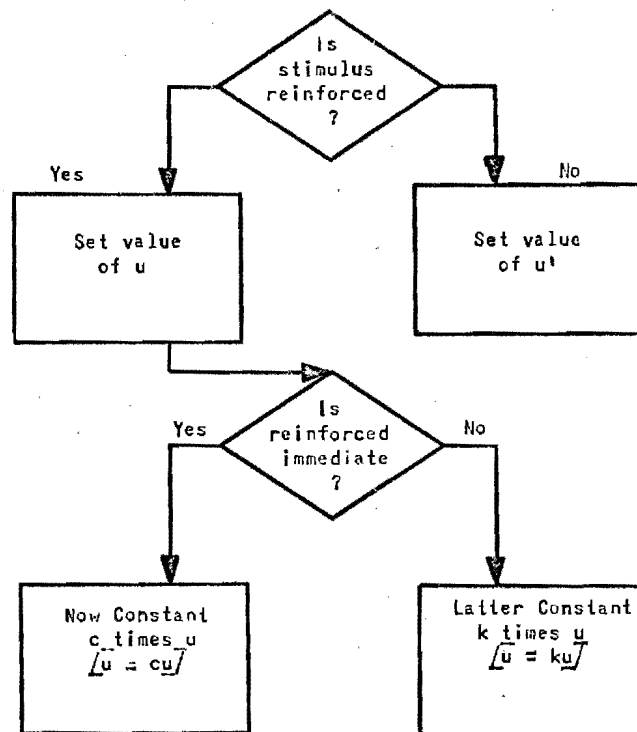 Is
stimulus
reinforced
?
Yes
No
Set value
of u
Set value
of u'
Is
reinforced
immediate
?
Yes
No
Now Constant
c times u
[u = cu]
Latter Constant
k times u
[u = ku]